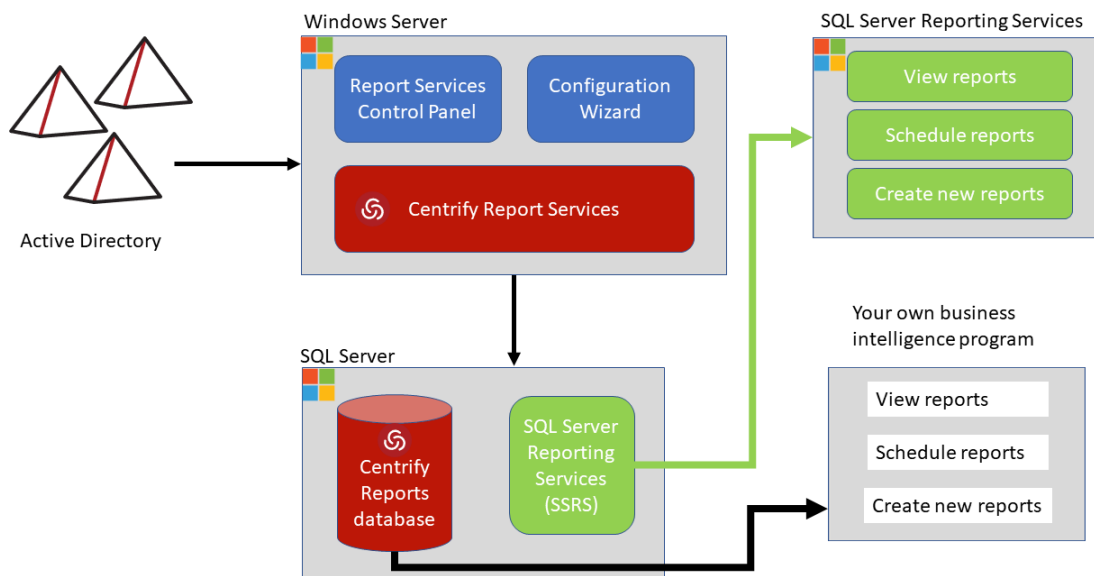 Windows Server
SQL Server Reporting Services
Report Services
Control Panel
Configuration
Wizard
Centrify Report Services
View reports
Schedule reports
Create new reports
Active Directory
SQL Server
Centrify
Reports
database
SQL Server
Reporting
Services
(SSRS)
Your own business
intelligence program
View reports
Schedule reports
Create new reports